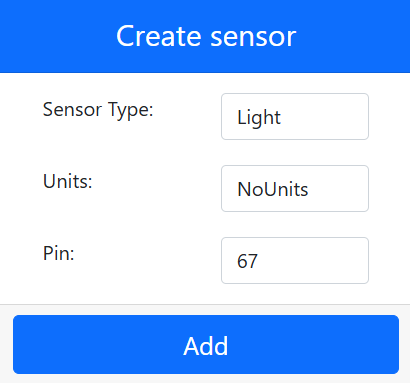 Create sensor
Sensor Type: Light
Units: NoUnits
Pin: 67
Add